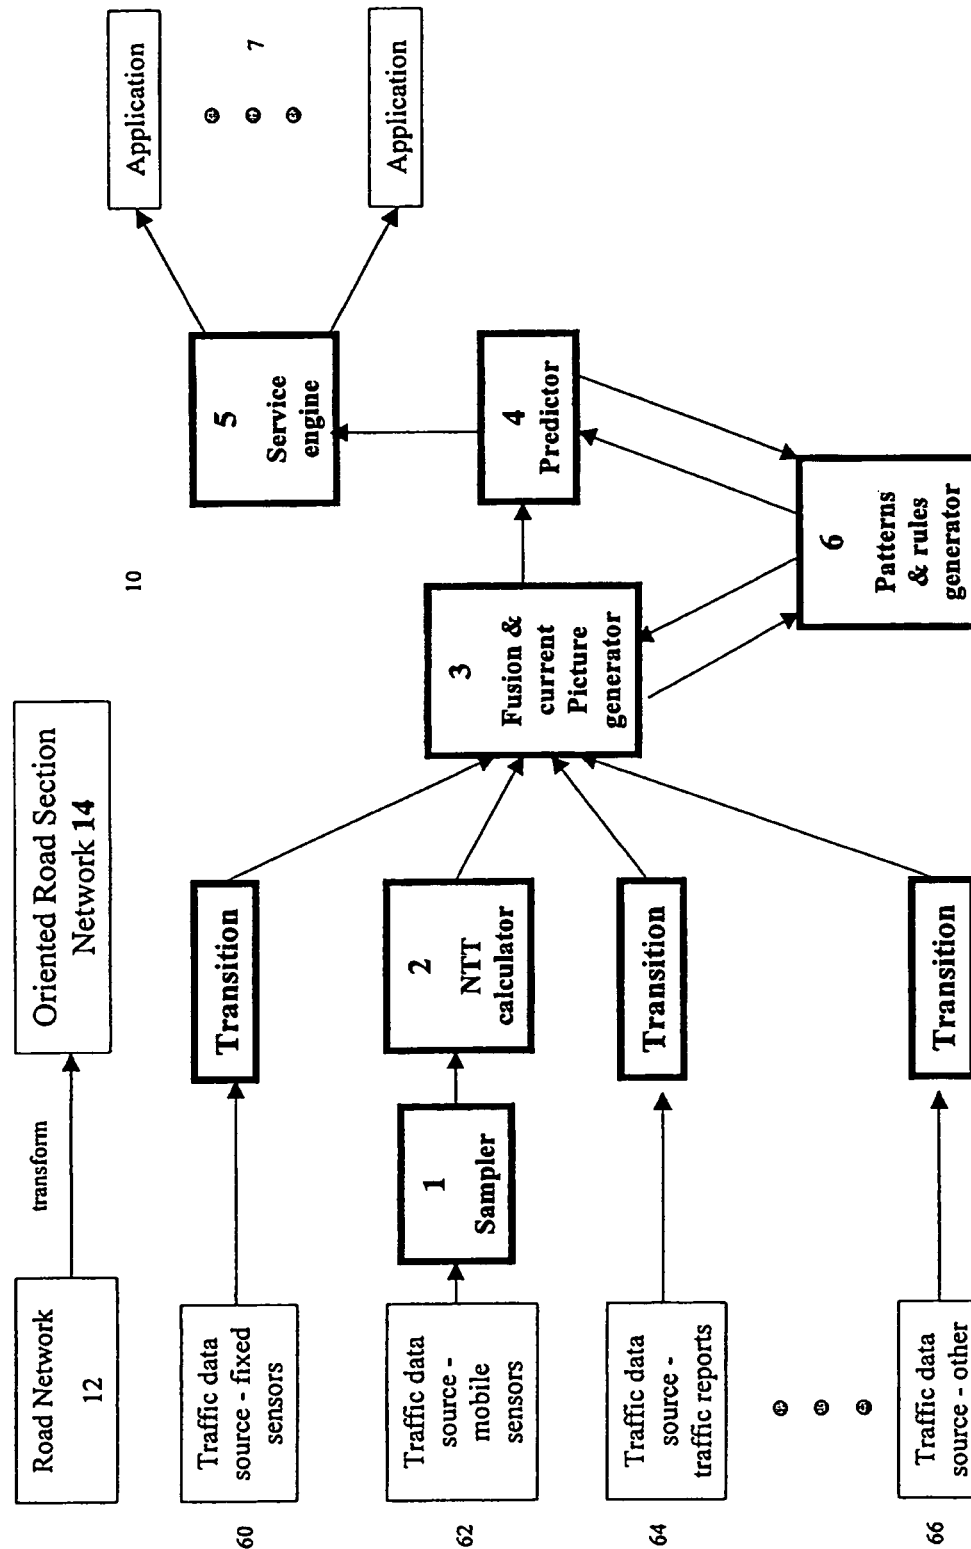 Road Network
12
transform
Oriented Road Section
Network 14
10
60
Traffic data
source - fixed
sensors
Transition
62
Traffic data
source -
mobile
sensors
1
Sampler
2
NTT
calculator
64
Traffic data
source -
traffic reports
Transition
66
Traffic data
source - other
Transition
3
Fusion &
current
Picture
generator
4
Predictor
5
Service
engine
6
Patterns
& rules
generator
Application
7
Application